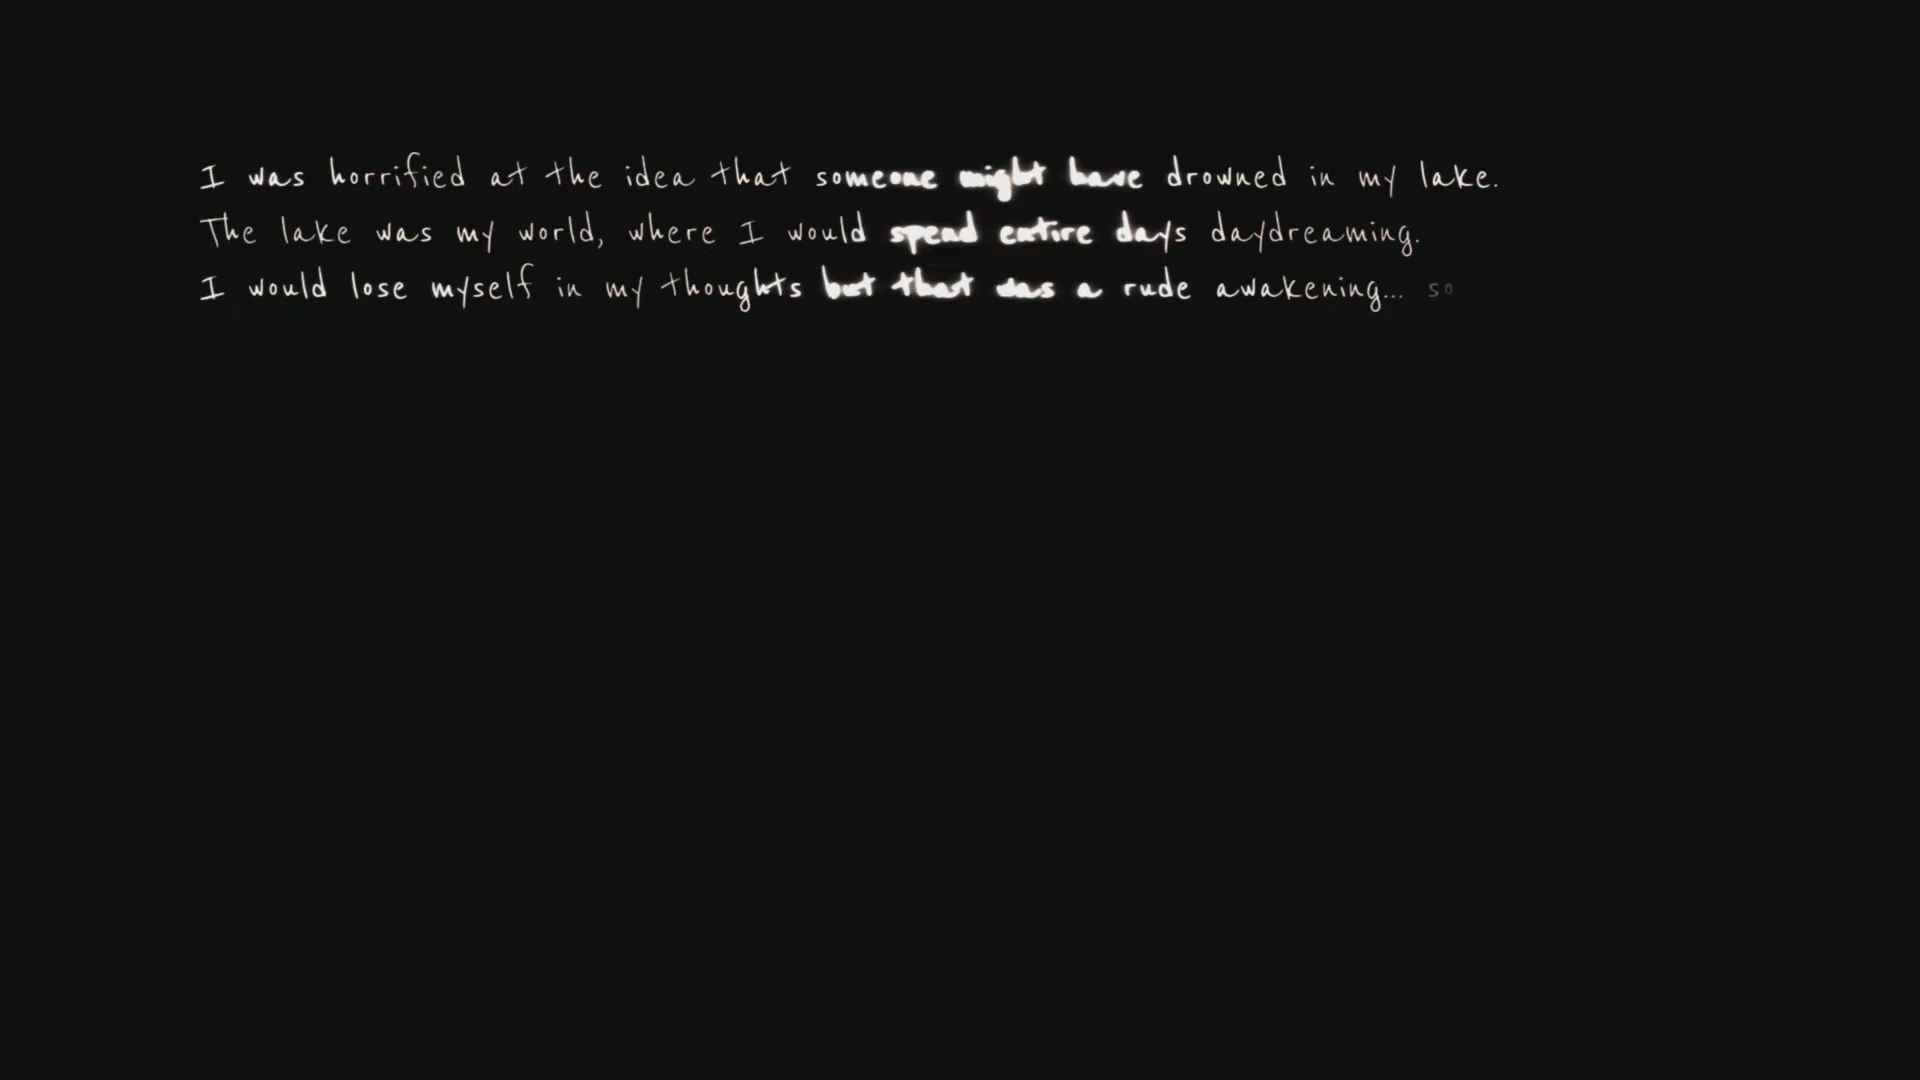 I was horrified at the idea that someone might have drowned in my lake.
The lake was my world, where I would spend entire days daydreaming.
I would lose myself in my thoughts but that was a rude awakening... so